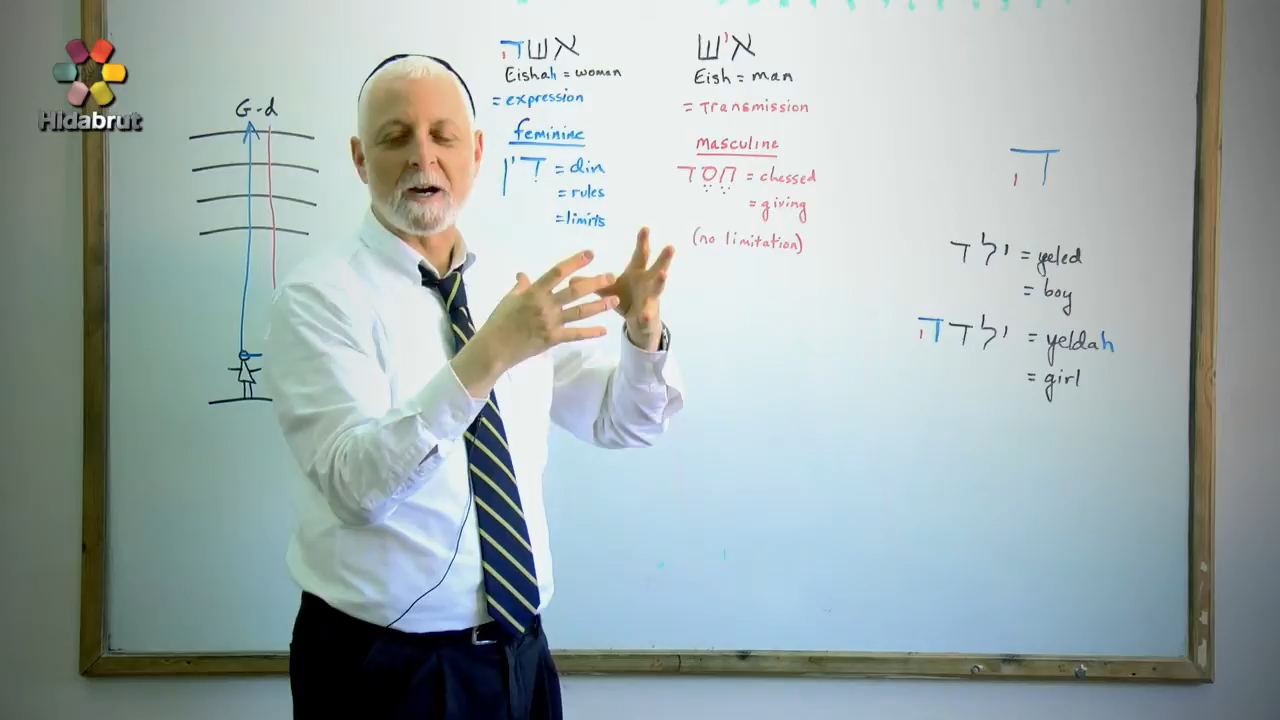 Hidabrut
G-d
אשה
Eishah = woman
= expression
feminine
דין = din
= rules
= limits
איש
Eish = man
= Transmission
masculine
חסד = chessed
= giving
(no limitation)
ה
ילד = yeled
= boy
ילדה = yeldah
= girl